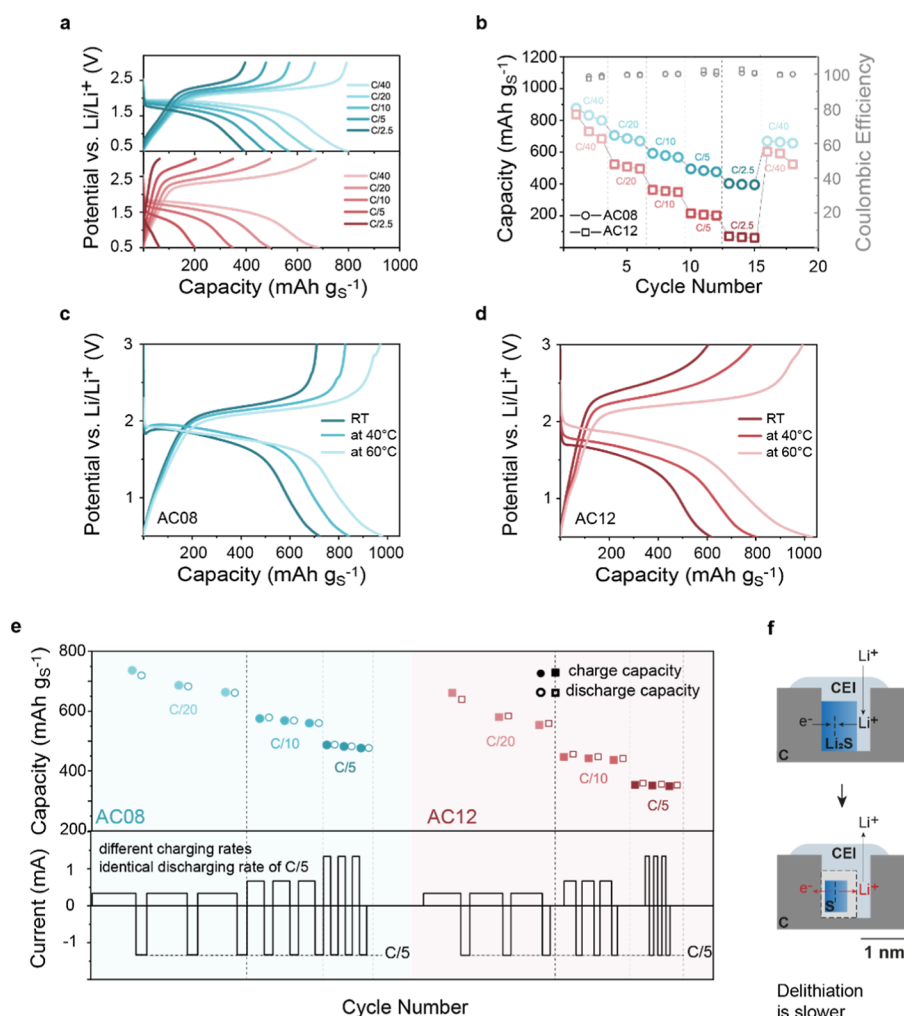 a
Potential vs. Li/Li⁺ (V)
2.5
1.5
0.5
C/40
C/20
C/10
C/5
C/2.5
2.5
1.5
0.5
C/40
C/20
C/10
C/5
C/2.5
0 200 400 600 800 1000
Capacity (mAh gs⁻¹)
b
Capacity (mAh gs⁻¹)
1200
1000
800
600
400
200
C/40
C/20
C/10
C/5
C/2.5
C/40
C/40
C/20
C/10
C/5
C/2.5
C/40
AC08
AC12
100
80
60
40
20
Coulombic Efficiency
5 10 15 20
Cycle Number
c
Potential vs. Li/Li⁺ (V)
3
2
1
RT
at 40°C
at 60°C
AC08
0 200 400 600 800 1000
Capacity (mAh gs⁻¹)
d
Potential vs. Li/Li⁺ (V)
3
2
1
RT
at 40°C
at 60°C
AC12
0 200 400 600 800 1000
Capacity (mAh gs⁻¹)
e
Capacity (mAh gs⁻¹)
800
600
400
200
charge capacity
discharge capacity
C/20
C/10
C/5
C/20
C/10
C/5
AC08
AC12
different charging rates
identical discharging rate of C/5
Current (mA)
1
0
-1
C/5
C/5
Cycle Number
f
Li⁺
CEI
e⁻
Li⁺
Li₂S
C
Li⁺
CEI
e⁻
Li⁺
S
C
1 nm
Delithiation
is slower